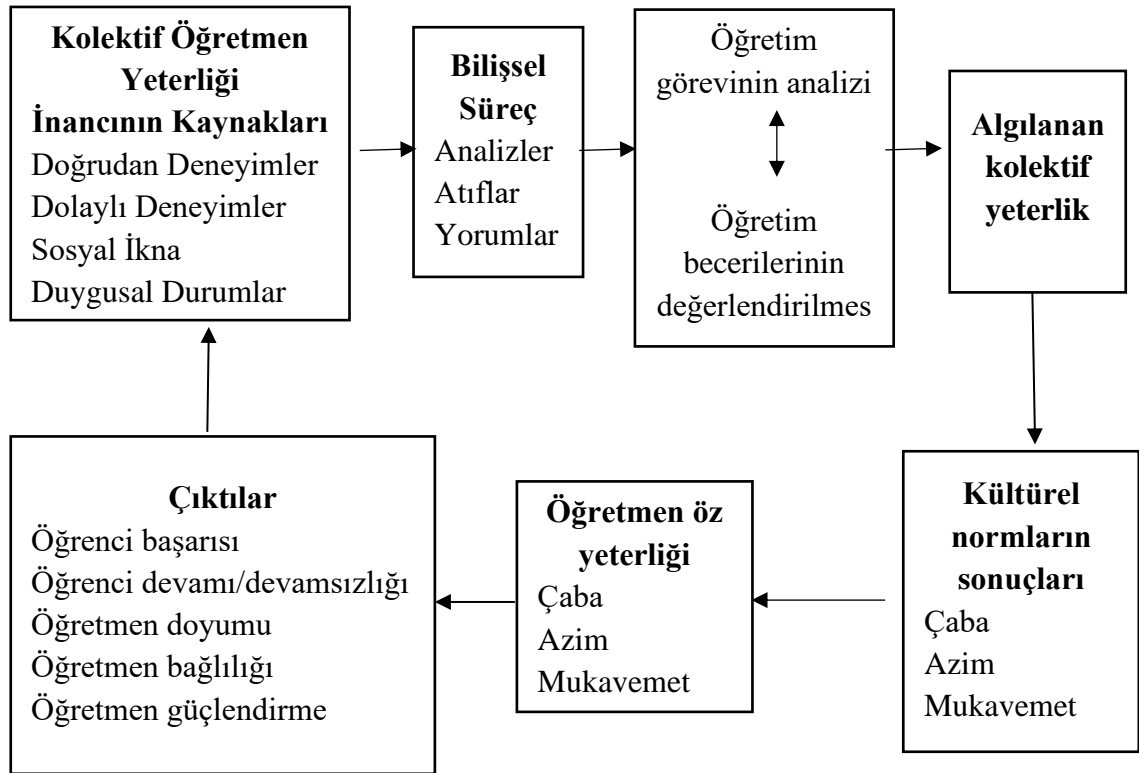 Kolektif Öğretmen
Yeterliği
İnancının Kaynakları
Doğrudan Deneyimler
Dolaylı Deneyimler
Sosyal İkna
Duygusal Durumlar
Bilişsel
Süreç
Analizler
Atıflar
Yorumlar
Öğretim
görevinin analizi
Öğretim
becerilerinin
değerlendirilmes
Algılanan
kolektif
yeterlik
Kültürel
normların
sonuçları
Çaba
Azim
Mukavemet
Öğretmen öz
yeterliği
Çaba
Azim
Mukavemet
Çıktılar
Öğrenci başarısı
Öğrenci devamı/devamsızlığı
Öğretmen doyumu
Öğretmen bağlılığı
Öğretmen güçlendirme